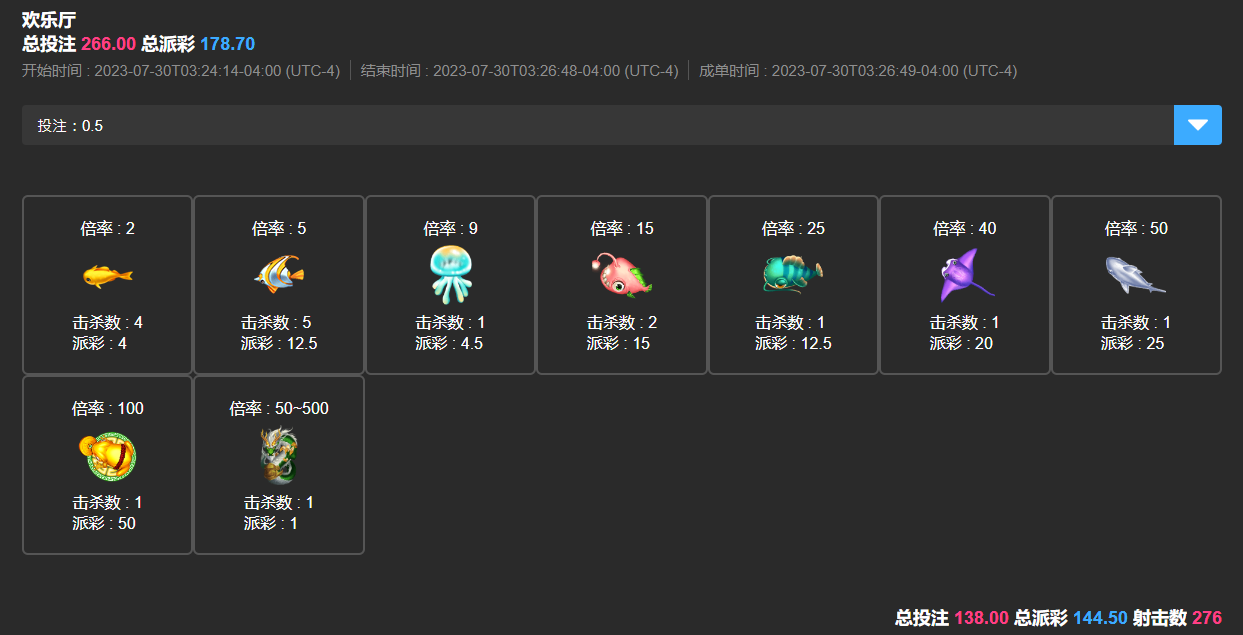 欢乐厅
总投注 266.00 总派彩 178.70
开始时间 : 2023-07-30T03:24:14-04:00 (UTC-4) 结束时间 : 2023-07-30T03:26:48-04:00 (UTC-4) 成单时间 : 2023-07-30T03:26:49-04:00 (UTC-4)
投注：0.5
倍率 : 2
击杀数 : 4
派彩 : 4
倍率 : 5
击杀数 : 5
派彩 : 12.5
倍率 : 9
击杀数 : 1
派彩 : 4.5
倍率 : 15
击杀数 : 2
派彩 : 15
倍率 : 25
击杀数 : 1
派彩 : 12.5
倍率 : 40
击杀数 : 1
派彩 : 20
倍率 : 50
击杀数 : 1
派彩 : 25
倍率 : 100
击杀数 : 1
派彩 : 50
倍率 : 50~500
击杀数 : 1
派彩 : 1
总投注 138.00 总派彩 144.50 射击数 276